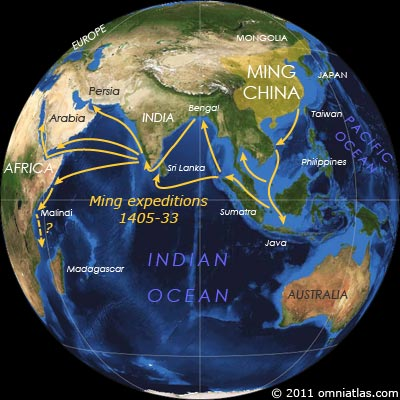 EUROPE
MONGOLIA
MING
CHINA
JAPAN
Persia
Arabia
INDIA
Bengal
Taiwan
PACIFIC
OCEAN
AFRICA
Sri Lanka
Philippines
Ming expeditions
1405-33
Malindi
Sumatra
?
Java
Madagascar
INDIAN
OCEAN
AUSTRALIA
© 2011 omniatlas.com